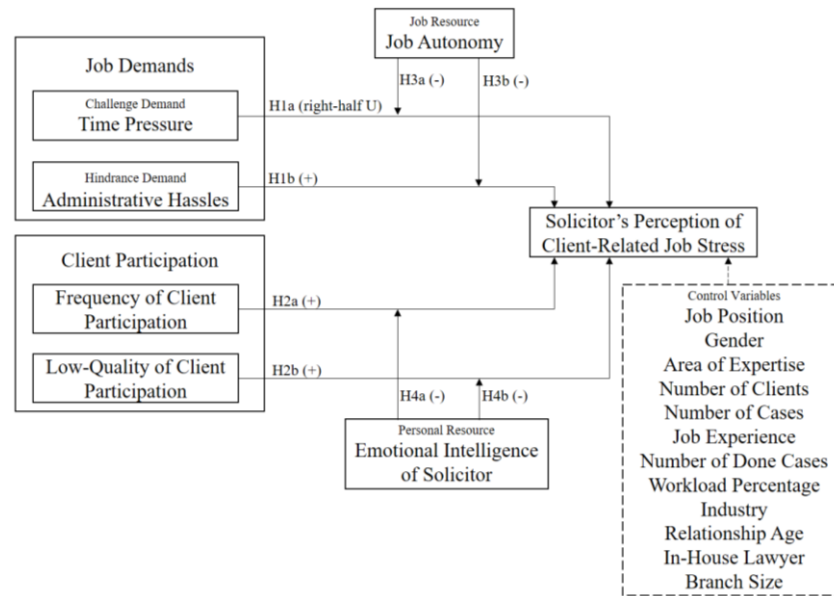 Job Resource
Job Autonomy
Job Demands
H3a (-)
H3b (-)
Challenge Demand
Time Pressure
H1a (right-half U)
Hindrance Demand
Administrative Hassles
H1b (+)
Solicitor's Perception of
Client-Related Job Stress
Client Participation
Frequency of Client
Participation
H2a (+)
Low-Quality of Client
Participation
H2b (+)
H4a (-)
H4b (-)
Personal Resource
Emotional Intelligence
of Solicitor
Control Variables
Job Position
Gender
Area of Expertise
Number of Clients
Number of Cases
Job Experience
Number of Done Cases
Workload Percentage
Industry
Relationship Age
In-House Lawyer
Branch Size